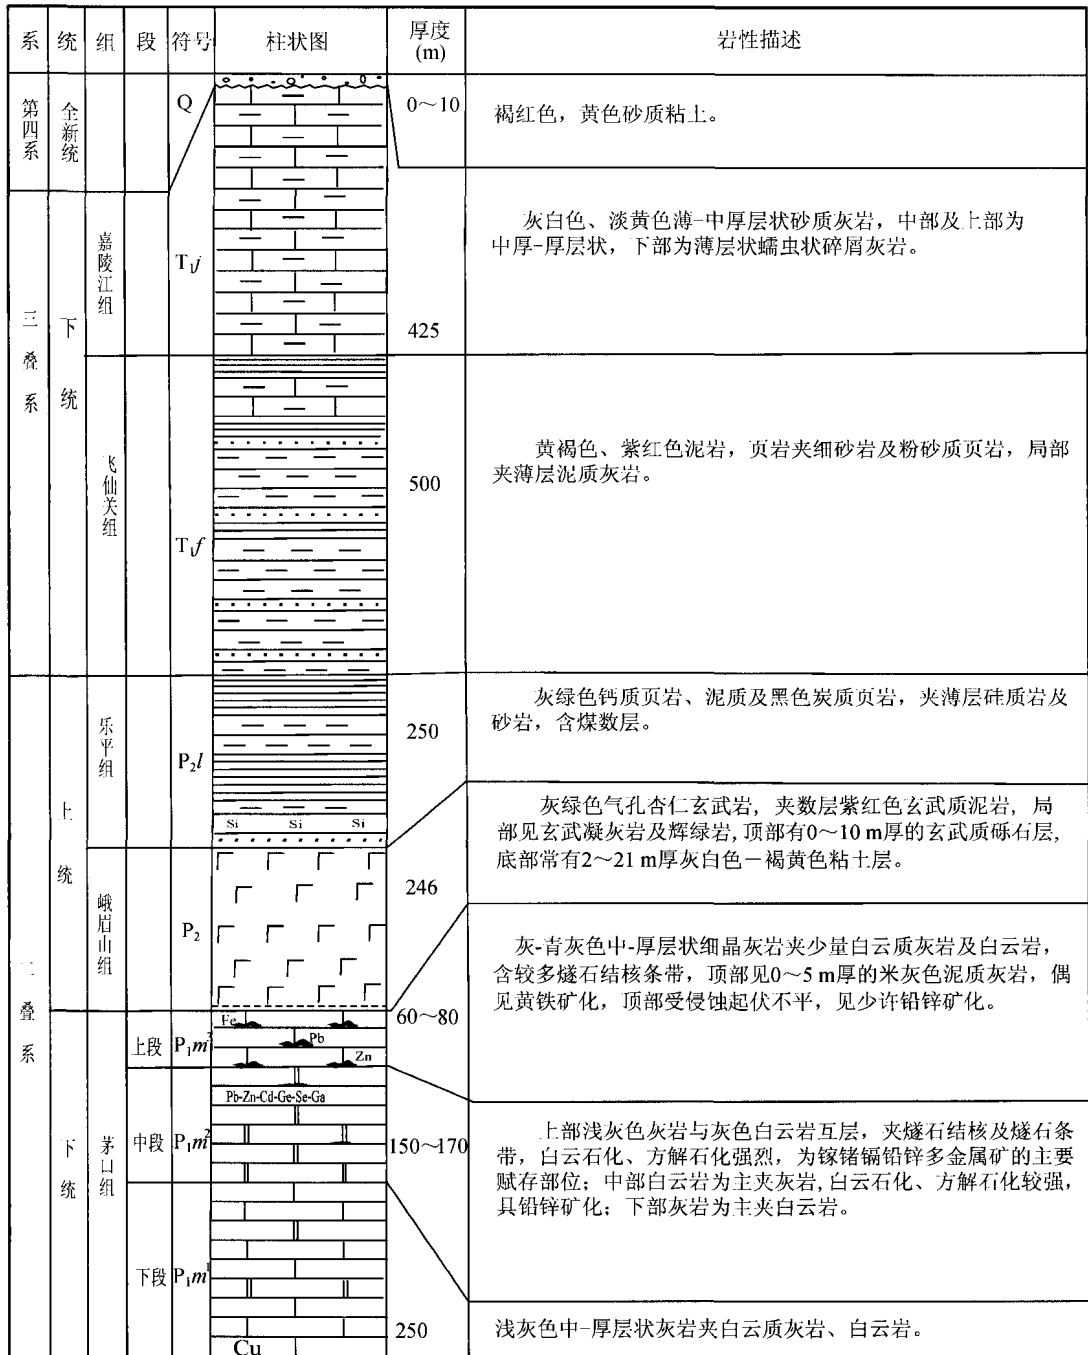 系 统 组 段 符号 柱状图 厚度 岩性描述
(m)
第四系 全新统 Q 0～10 褐红色，黄色砂质粘土。
三叠系 下统
嘉陵江组 T₁j 425
灰白色、淡黄色薄-中厚层状砂质灰岩，中部及上部为
中厚-厚层状，下部为薄层状蠕虫状碎屑灰岩。
飞仙关组 T₁f 500
黄褐色、紫红色泥岩，页岩夹细砂岩及粉砂质页岩，局部
夹薄层泥质灰岩。
二叠系 上统
乐平组 P₂l 250
灰绿色钙质页岩、泥质及黑色炭质页岩，夹薄层硅质岩及
砂岩，含煤数层。
Si Si Si
峨眉山组 P₂ 246
灰绿色气孔杏仁玄武岩，夹数层紫红色玄武质泥岩，局
部见玄武凝灰岩及辉绿岩，顶部有0～10 m厚的玄武质砾石层，
底部常有2～21 m厚灰白色－褐黄色粘土层。
下统 茅口组
上段 P₁m³ 60～80
Fe
Pb
Zn
灰-青灰色中-厚层状细晶灰岩夹少量白云质灰岩及白云岩，
含较多燧石结核条带，顶部见0～5 m厚的米灰色泥质灰岩，偶
见黄铁矿化，顶部受侵蚀起伏不平，见少许铅锌矿化。
Pb-Zn-Cd-Ge-Se-Ga
中段 P₁m² 150～170
上部浅灰色灰岩与灰色白云岩互层，夹燧石结核及燧石条
带，白云石化、方解石化强烈，为镓锗镉铅锌多金属矿的主要
赋存部位；中部白云岩为主夹灰岩，白云石化、方解石化较强，
具铅锌矿化；下部灰岩为主夹白云岩。
下段 P₁m¹ 250
浅灰色中-厚层状灰岩夹白云质灰岩、白云岩。
Cu